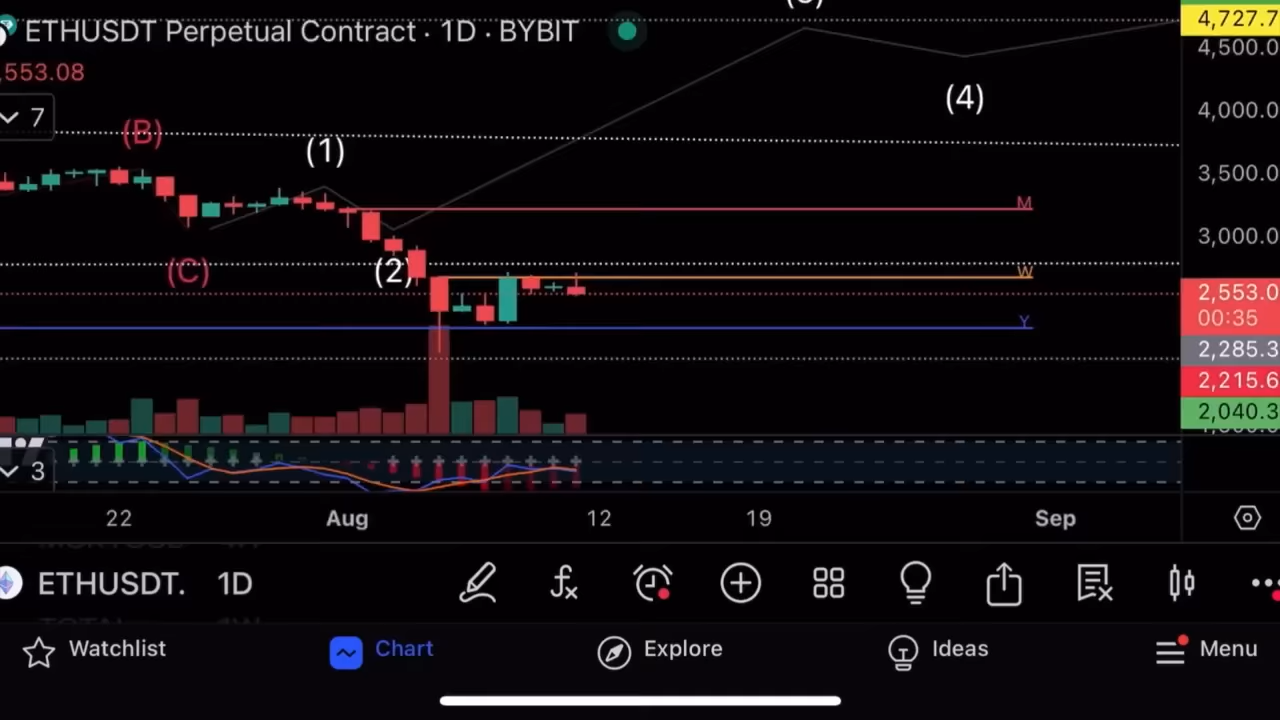 ETHUSDT Perpetual Contract · 1D · BYBIT
4,727.7
4,500.0
,553.08
7
(B)
(1)
(4)
4,000.0
3,500.0
M
3,000.0
(C)
(2)
W
2,553.0
00:35
Y
2,285.3
2,215.6
2,040.3
3
22
Aug
12
19
Sep
ETHUSDT. 1D
Watchlist
Chart
Explore
Ideas
Menu